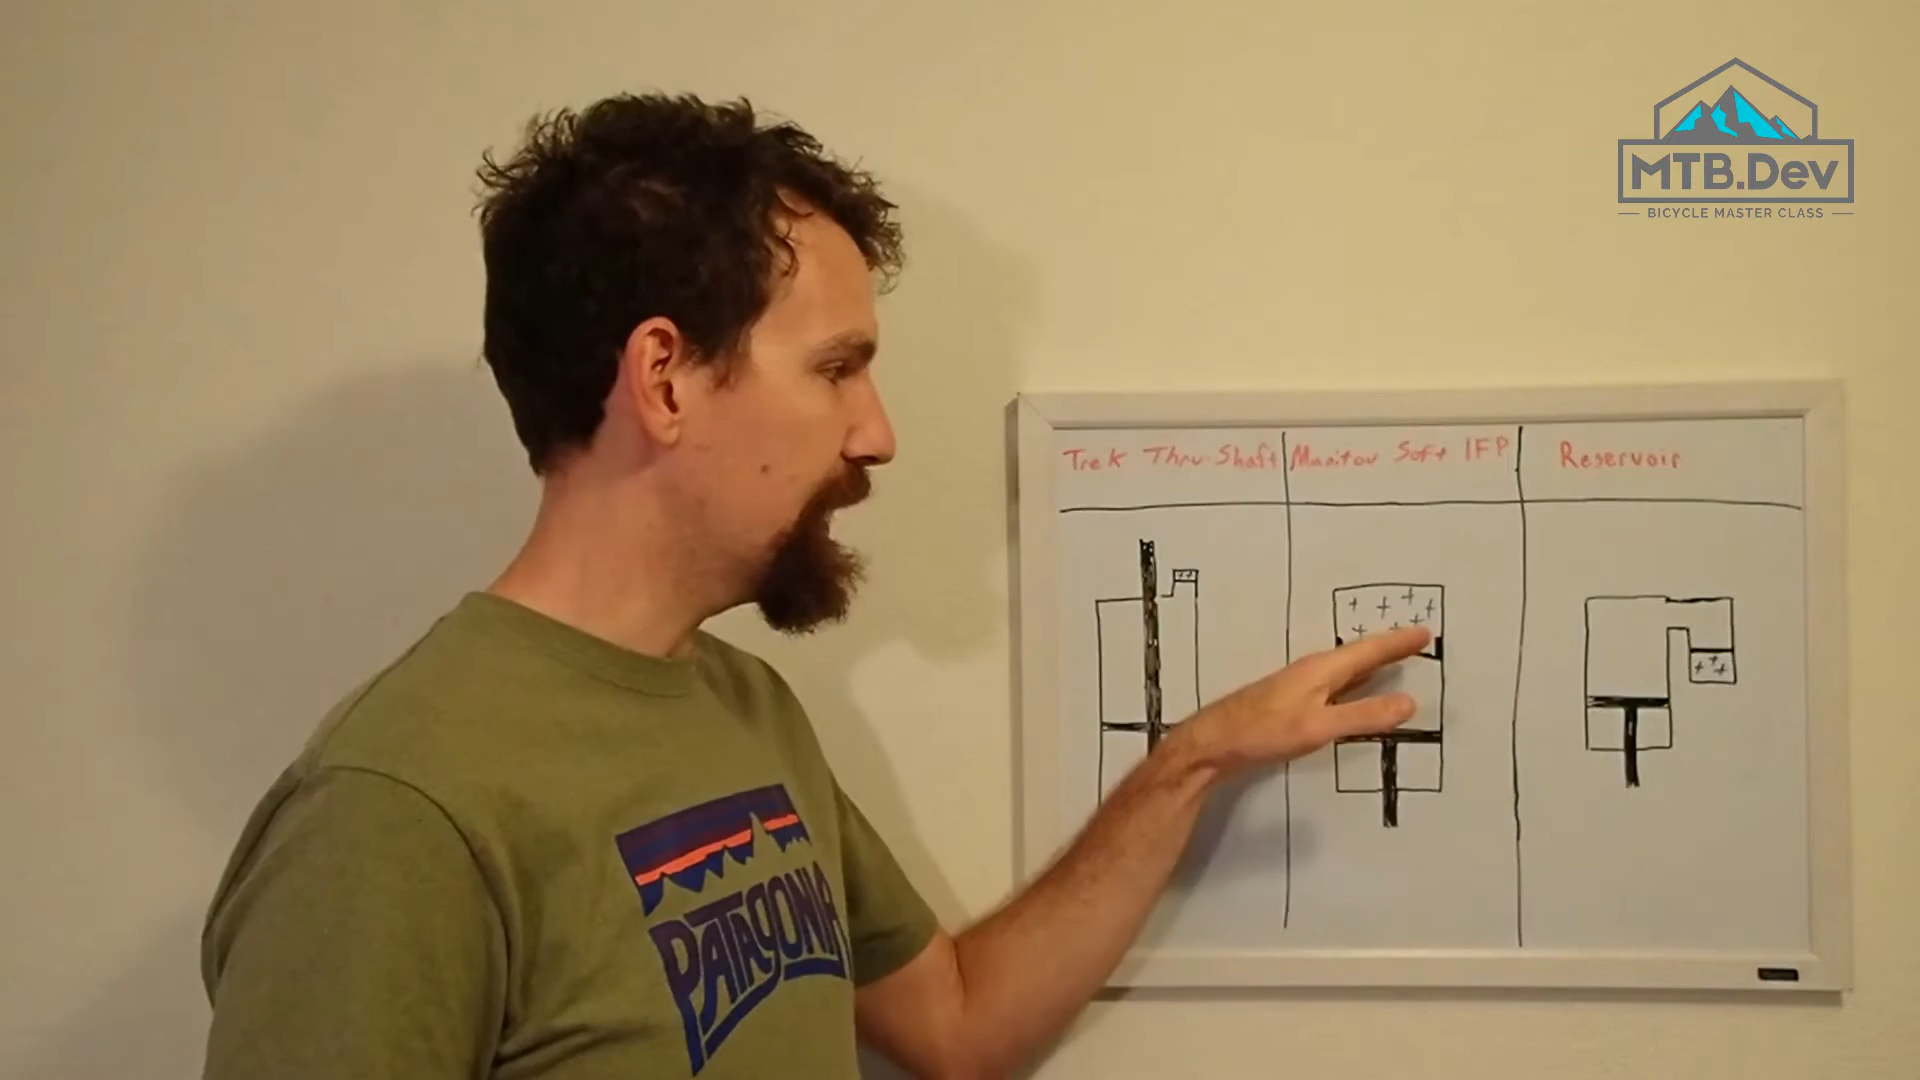 MTB.Dev
BICYCLE MASTER CLASS
Trek Thru-Shaft
Manitou Soft IFP
Reservoir
PATAGONIA